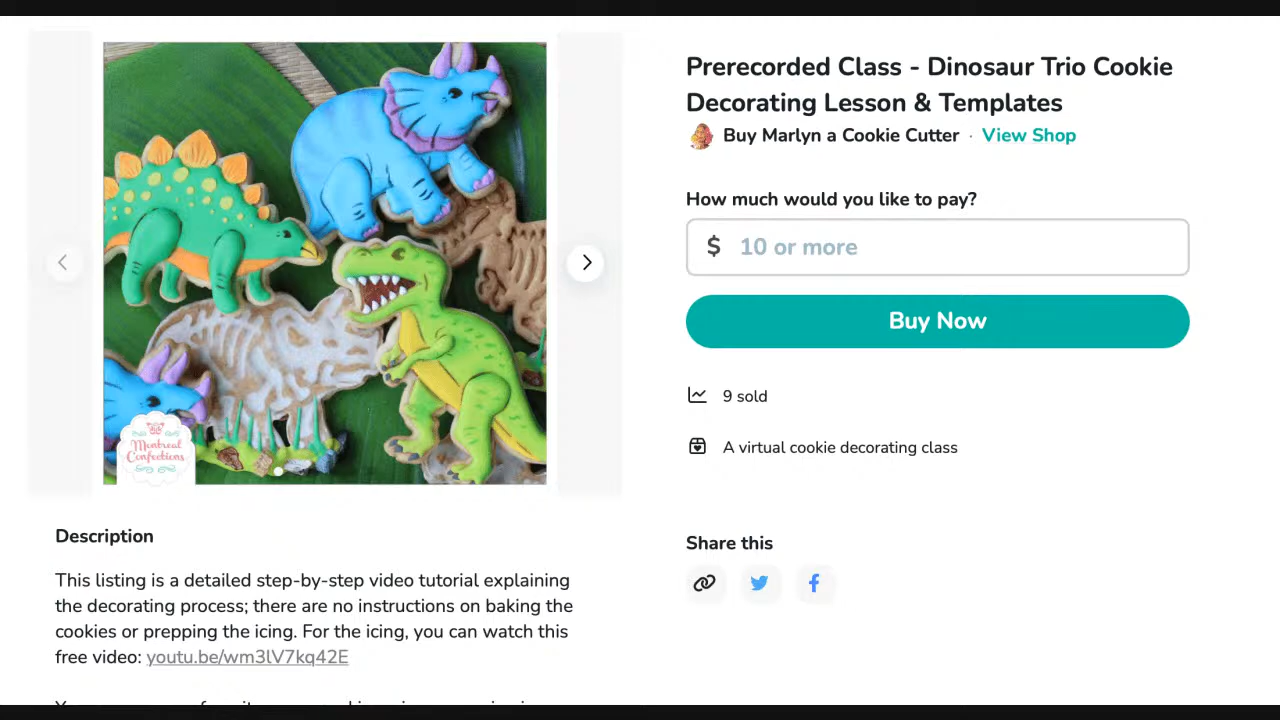 Prerecorded Class - Dinosaur Trio Cookie
Decorating Lesson & Templates
Buy Marlyn a Cookie Cutter · View Shop
How much would you like to pay?
$ 10 or more
Buy Now
9 sold
A virtual cookie decorating class
Share this
Montreal
Confections
Description
This listing is a detailed step-by-step video tutorial explaining
the decorating process; there are no instructions on baking the
cookies or prepping the icing. For the icing, you can watch this
free video: youtu.be/wm3lV7kq42E